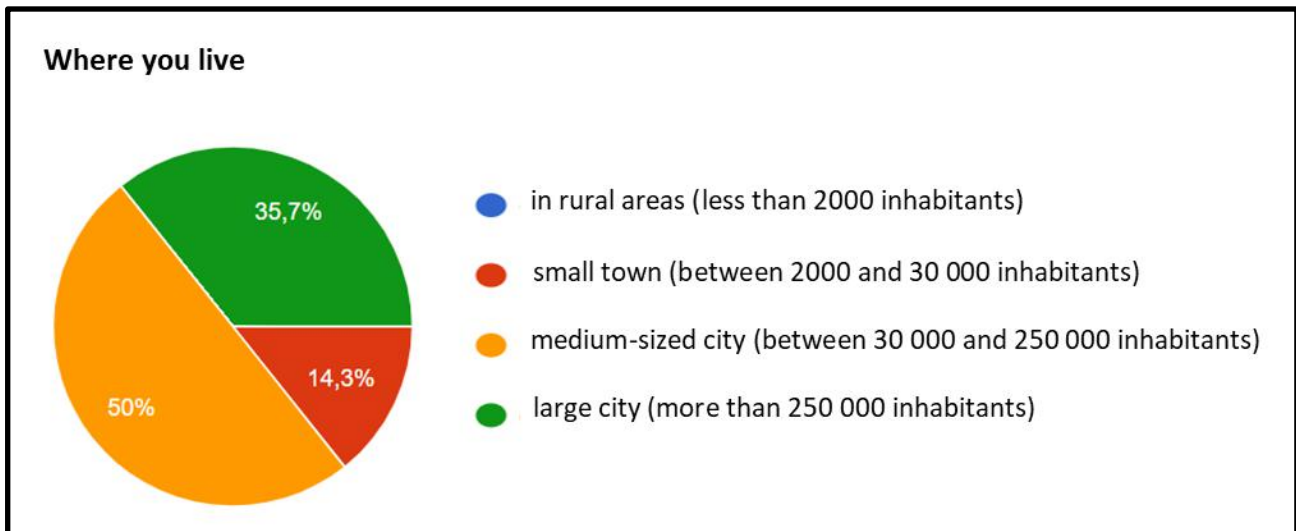 Where you live
35,7%
in rural areas (less than 2000 inhabitants)
small town (between 2000 and 30 000 inhabitants)
medium-sized city (between 30 000 and 250 000 inhabitants)
14,3%
50%
large city (more than 250 000 inhabitants)